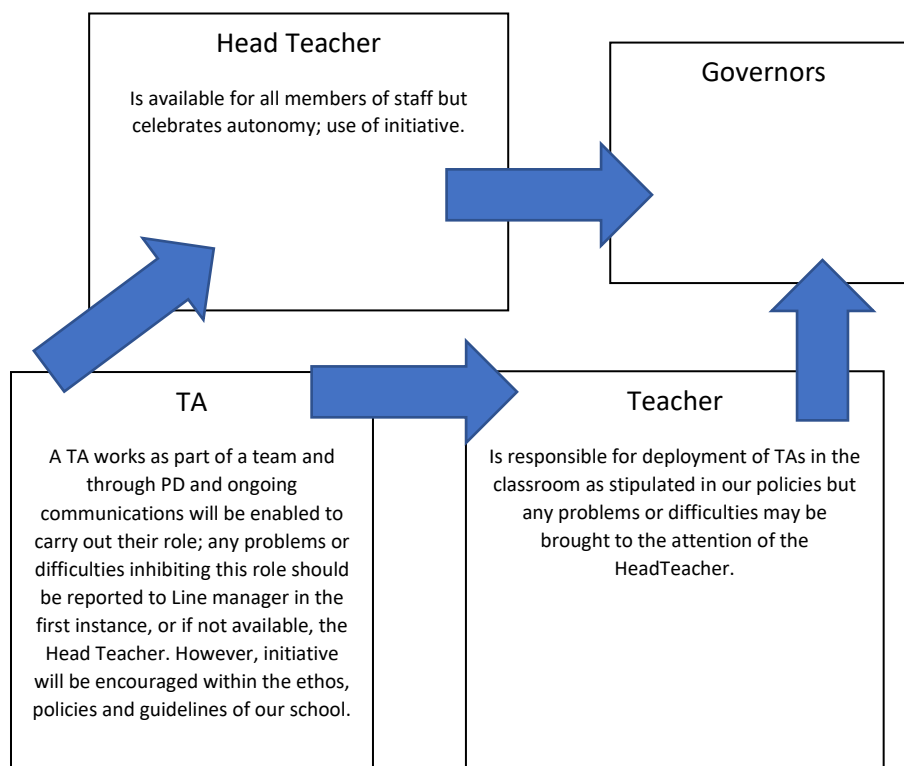 Head Teacher
Is available for all members of staff but
celebrates autonomy; use of initiative.
Governors
TA
A TA works as part of a team and
through PD and ongoing
communications will be enabled to
carry out their role; any problems or
difficulties inhibiting this role should
be reported to Line manager in the
first instance, or if not available, the
Head Teacher. However, initiative
will be encouraged within the ethos,
policies and guidelines of our school.
Teacher
Is responsible for deployment of TAs in the
classroom as stipulated in our policies but
any problems or difficulties may be
brought to the attention of the
HeadTeacher.